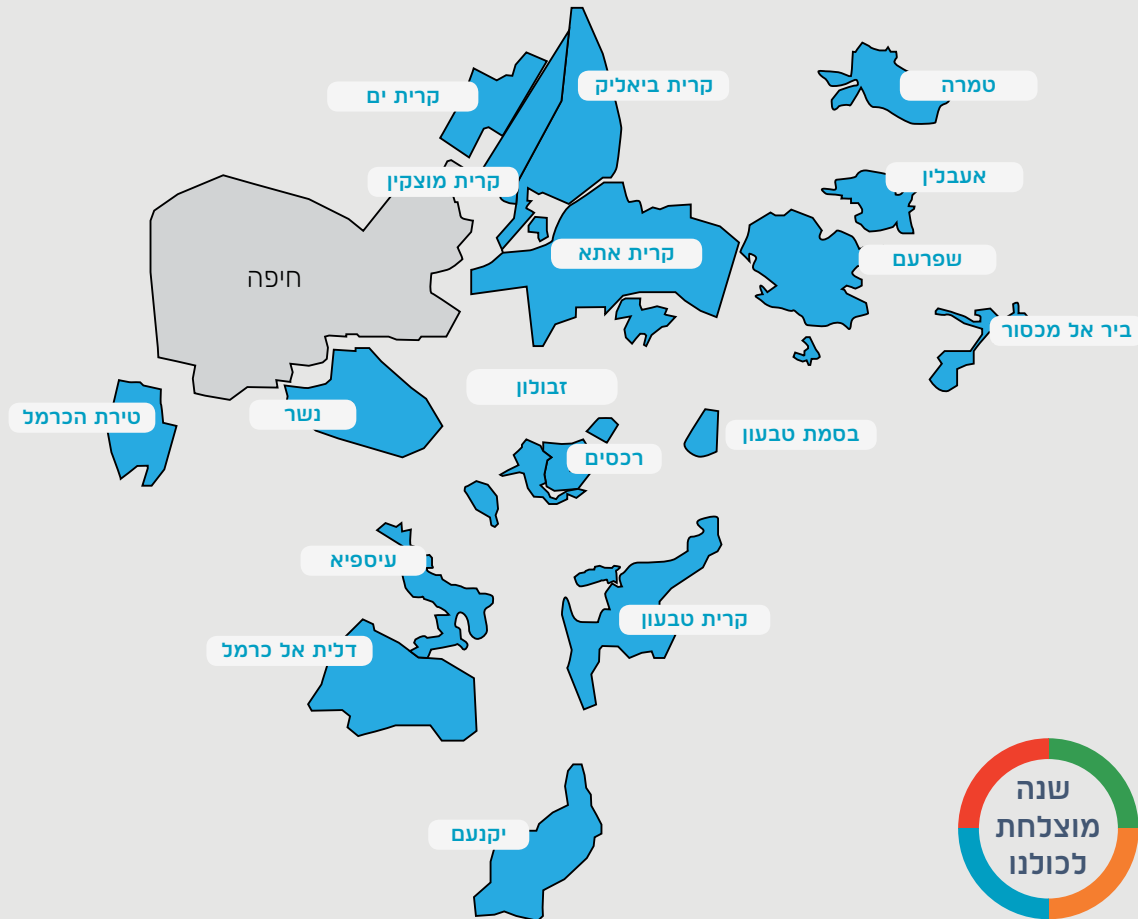 טמרה
קרית ביאליק
קרית ים
אעבלין
קרית מוצקין
שפרעם
קרית אתא
חיפה
ביר אל מכסור
זבולון
נשר
טירת הכרמל
בסמת טבעון
רכסים
עיספיא
קרית טבעון
דלית אל כרמל
יקנעם
שנה
מוצלחת
לכולנו